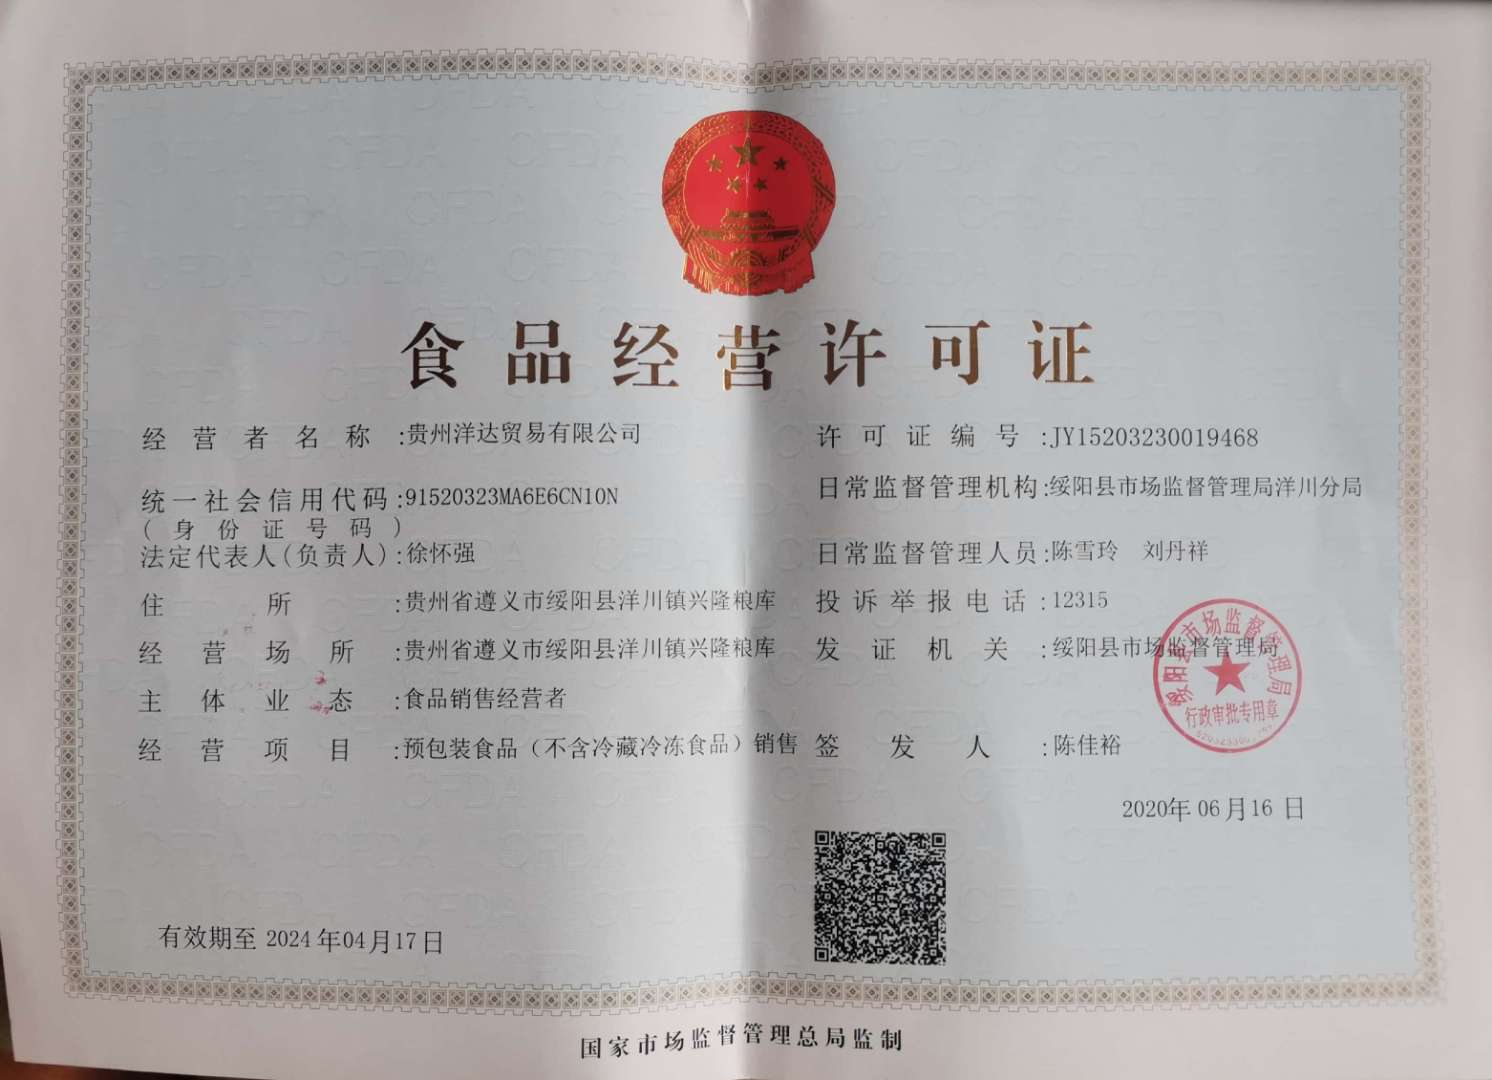 食品经营许可证
经营者名称:贵州洋达贸易有限公司
统一社会信用代码:91520323MA6E6CN10N
(身份证号码)
法定代表人(负责人):徐怀强
住所:贵州省遵义市绥阳县洋川镇兴隆粮库
经营场所:贵州省遵义市绥阳县洋川镇兴隆粮库
主体业态:食品销售经营者
经营项目:预包装食品（不含冷藏冷冻食品）销售
许可证编号:JY15203230019468
日常监督管理机构:绥阳县市场监督管理局洋川分局
日常监督管理人员:陈雪玲 刘丹祥
投诉举报电话:12315
发证机关:绥阳县市场监督管理局
签发人:陈佳裕
绥阳县市场监督管理局
行政审批专用章
2020年06月16日
有效期至 2024年04月17日
国家市场监督管理总局监制